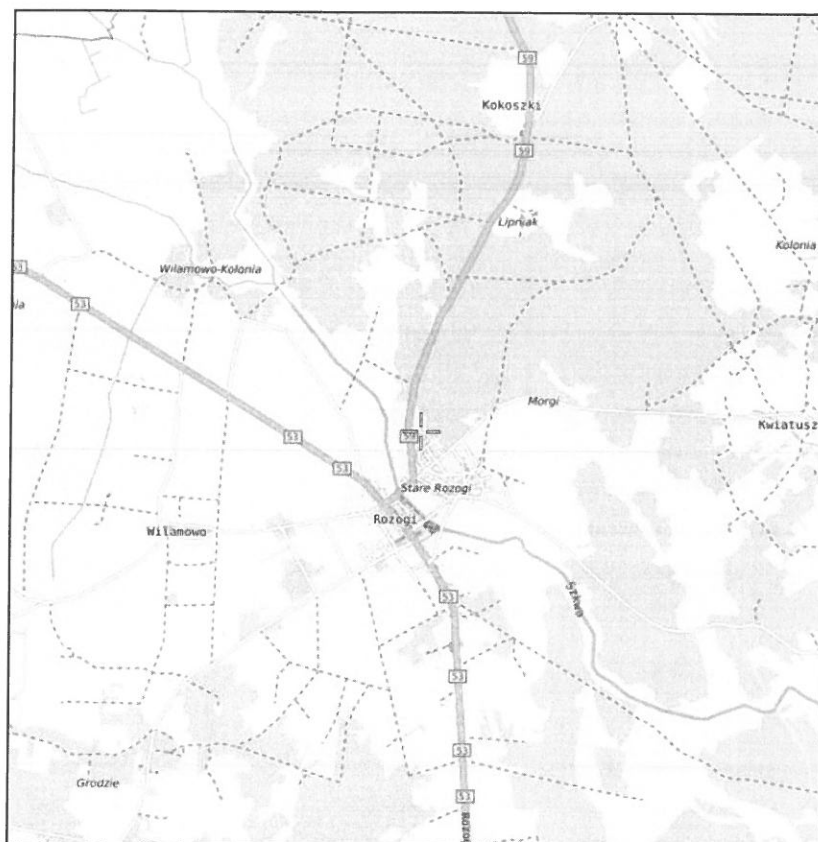 59
Kokoszki
59
Lipniak
Kolonia
53
Wilamowo-Kolonia
53
Morgi
Kwiatusz
59
53
53
Stare Rozogi
Rozogi
Wilamowo
53
Szkwa
53
53
Grodzie
53